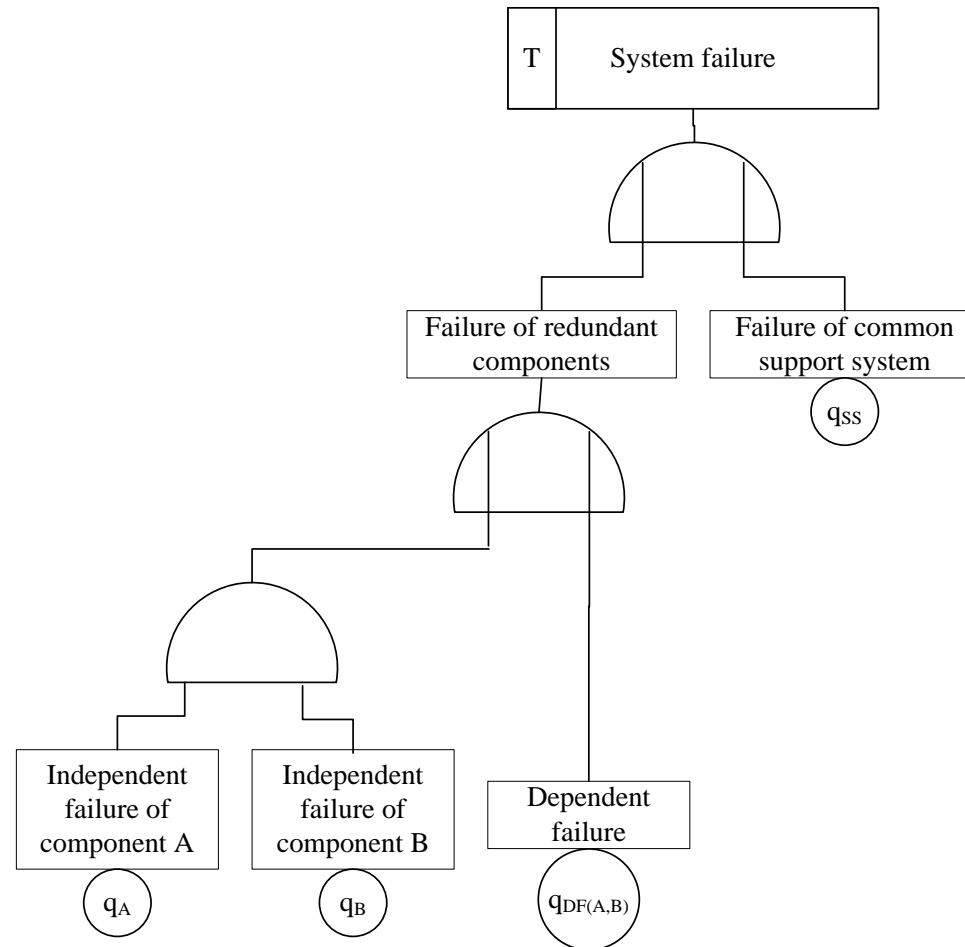 T
System failure
Failure of redundant
components
Failure of common
support system
qSS
Independent
failure of
component A
Independent
failure of
component B
Dependent
failure
qA
qB
qDF(A,B)